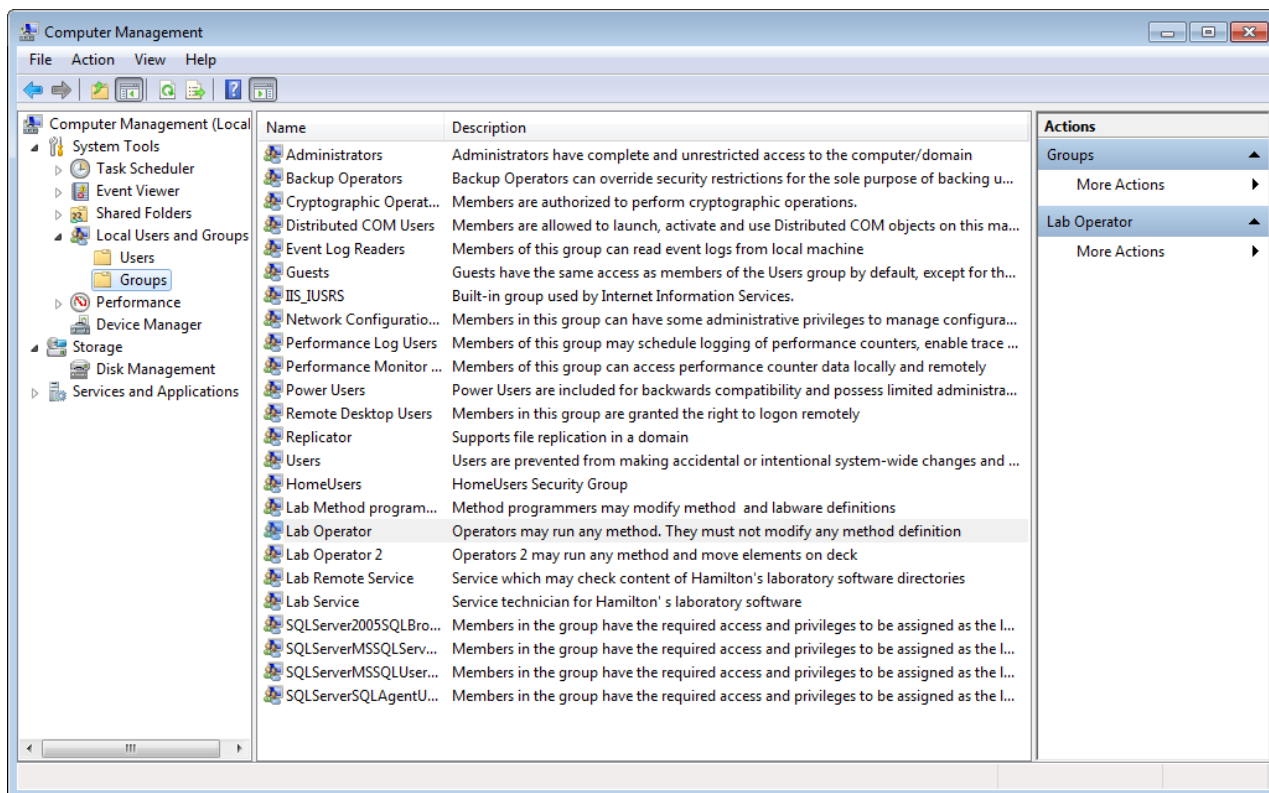 Computer Management
File Action View Help
Computer Management (Local
System Tools
Task Scheduler
Event Viewer
Shared Folders
Local Users and Groups
Users
Groups
Performance
Device Manager
Storage
Disk Management
Services and Applications
Name Description
Administrators Administrators have complete and unrestricted access to the computer/domain
Backup Operators Backup Operators can override security restrictions for the sole purpose of backing u...
Cryptographic Operat... Members are authorized to perform cryptographic operations.
Distributed COM Users Members are allowed to launch, activate and use Distributed COM objects on this ma...
Event Log Readers Members of this group can read event logs from local machine
Guests Guests have the same access as members of the Users group by default, except for th...
IIS_IUSRS Built-in group used by Internet Information Services.
Network Configuratio... Members in this group can have some administrative privileges to manage configura...
Performance Log Users Members of this group may schedule logging of performance counters, enable trace ...
Performance Monitor ... Members of this group can access performance counter data locally and remotely
Power Users Power Users are included for backwards compatibility and possess limited administra...
Remote Desktop Users Members in this group are granted the right to logon remotely
Replicator Supports file replication in a domain
Users Users are prevented from making accidental or intentional system-wide changes and ...
HomeUsers HomeUsers Security Group
Lab Method program... Method programmers may modify method and labware definitions
Lab Operator Operators may run any method. They must not modify any method definition
Lab Operator 2 Operators 2 may run any method and move elements on deck
Lab Remote Service Service which may check content of Hamilton's laboratory software directories
Lab Service Service technician for Hamilton' s laboratory software
SQLServer2005SQLBro... Members in the group have the required access and privileges to be assigned as the l...
SQLServerMSSQLServ... Members in the group have the required access and privileges to be assigned as the l...
SQLServerMSSQLUser... Members in the group have the required access and privileges to be assigned as the l...
SQLServerSQLAgentU... Members in the group have the required access and privileges to be assigned as the l...
Actions
Groups
More Actions
Lab Operator
More Actions